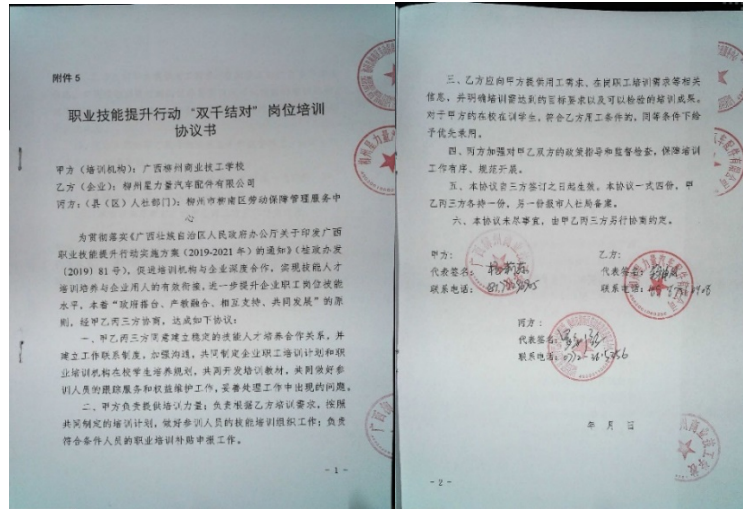 附件 5
职业技能提升行动“双千结对”岗位培训
协议书
甲方（培训机构）：广西柳州商业技工学校
乙方（企业）：柳州星力量汽车配件有限公司
丙方：（县（区）人社部门）：柳州市柳南区劳动保障管理服务中
心
为贯彻落实《广西壮族自治区人民政府办公厅关于印发广西
职业技能提升行动实施方案（2019-2021 年）的通知》（桂政办发
〔2019〕81 号），促进培训机构与企业深度合作，实现技能人才
培训培养与企业用人的有效衔接，进一步提升企业职工岗位技能
水平，本着“政府搭台、产教融合、相互支持、共同发展”的原
则，经甲乙丙三方协商，达成如下协议：
一、甲乙丙三方同意建立稳定的技能人才培养合作关系，并
建立工作联系制度，加强沟通，共同制定企业职工培训计划和职
业培训机构在校学生培养规划，共同开发培训教材，共同做好参
训人员的跟踪服务和权益维护工作，妥善处理工作中出现的问题。
二、甲方负责提供培训力量；负责根据乙方培训需求，按照
共同制定的培训计划，做好参训人员的技能培训组织工作；负责
符合条件人员的职业培训补贴申报工作。
- 1 -
三、乙方应向甲方提供用工需求、在岗职工培训需求等相关
信息，并明确培训需达到的目标要求以及可以检验的培训成果。
对于甲方的在校在训学生，符合乙方用工条件的，同等条件下给
予优先录用。
四、丙方加强对甲乙双方的政策指导和监督检查，保障培训
工作有序、规范开展。
五、本协议自三方签订之日起生效。本协议一式四份，甲
乙丙三方各持一份，另一份报市人社局备案。
六、本协议未尽事宜，由甲乙丙三方另行协商约定。
甲方：
代表签名：
联系电话：
乙方：
代表签名：
联系电话：
丙方：
代表签名：
联系电话：
年 月 日
- 2 -